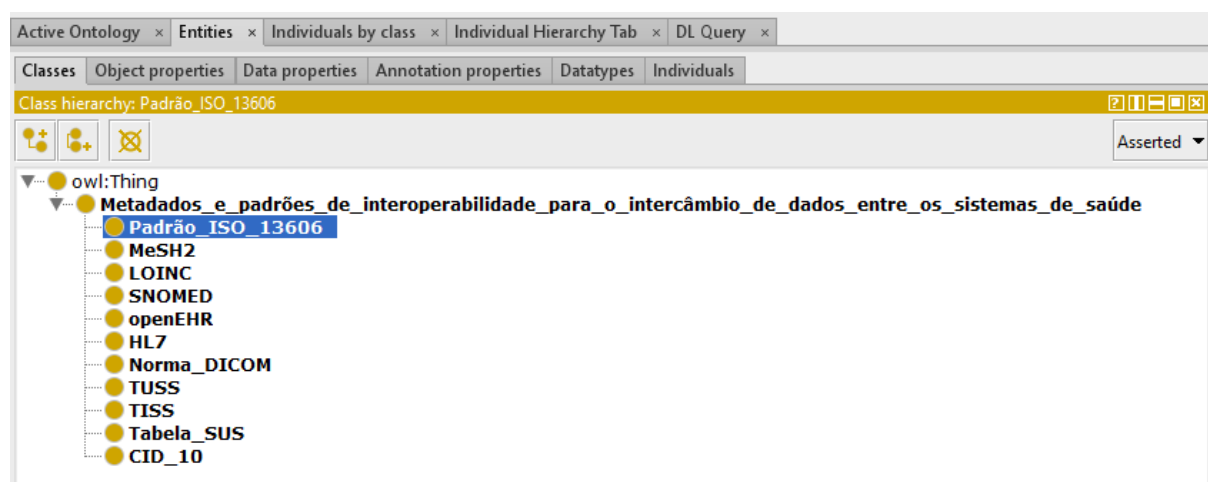 Active Ontology × Entities × Individuals by class × Individual Hierarchy Tab × DL Query ×
Classes Object properties Data properties Annotation properties Datatypes Individuals
Class hierarchy: Padrão_ISO_13606
Asserted
owl:Thing
Metadados_e_padrões_de_interoperabilidade_para_o_intercâmbio_de_dados_entre_os_sistemas_de_saúde
Padrão_ISO_13606
MeSH2
LOINC
SNOMED
openEHR
HL7
Norma_DICOM
TUSS
TISS
Tabela_SUS
CID_10